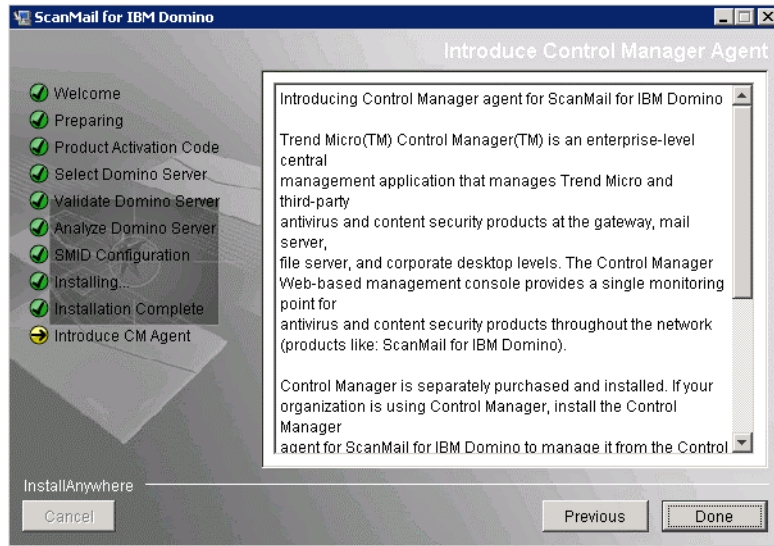 ScanMail for IBM Domino
Introduce Control Manager Agent
Welcome
Preparing
Product Activation Code
Select Domino Server
Validate Domino Server
Analyze Domino Server
SMID Configuration
Installing...
Installation Complete
Introduce CM Agent
Introducing Control Manager agent for ScanMail for IBM Domino
Trend Micro(TM) Control Manager(TM) is an enterprise-level
central
management application that manages Trend Micro and
third-party
antivirus and content security products at the gateway, mail
server,
file server, and corporate desktop levels. The Control Manager
Web-based management console provides a single monitoring
point for
antivirus and content security products throughout the network
(products like: ScanMail for IBM Domino).
Control Manager is separately purchased and installed. If your
organization is using Control Manager, install the Control
Manager
agent for ScanMail for IBM Domino to manage it from the Control
InstallAnywhere
Cancel
Previous
Done